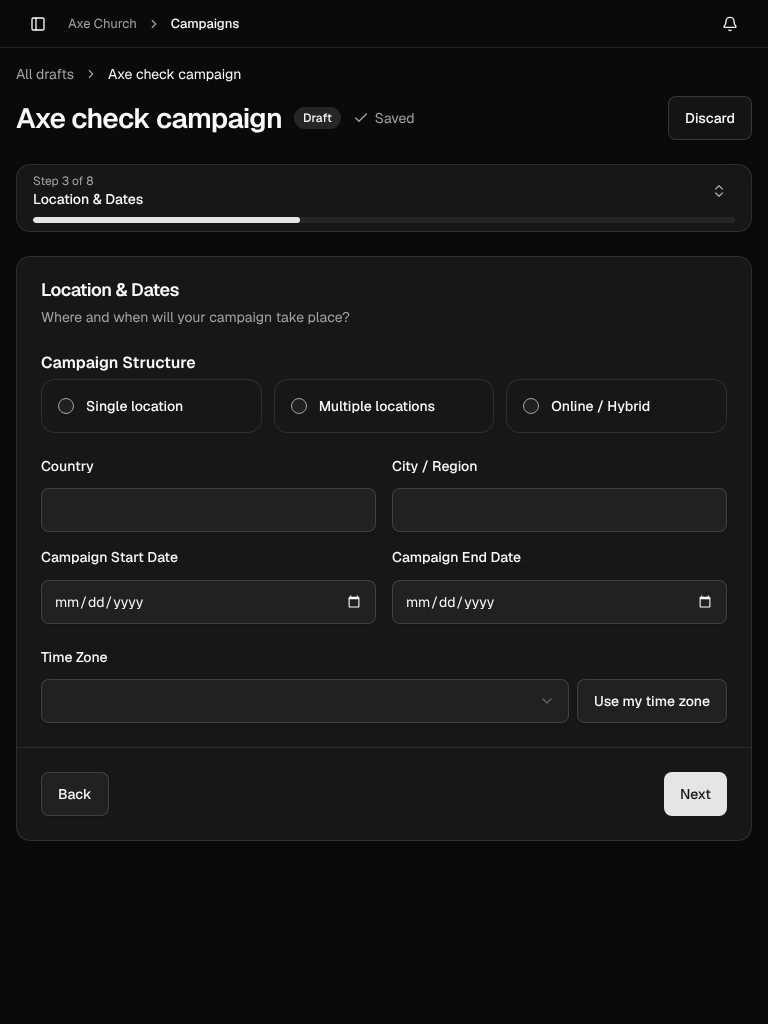 Axe Church > Campaigns
All drafts > Axe check campaign
Axe check campaign Draft Saved Discard
Step 3 of 8
Location & Dates
Location & Dates
Where and when will your campaign take place?
Campaign Structure
Single location Multiple locations Online / Hybrid
Country City / Region
Campaign Start Date Campaign End Date
mm/dd/yyyy mm/dd/yyyy
Time Zone
Use my time zone
Back Next